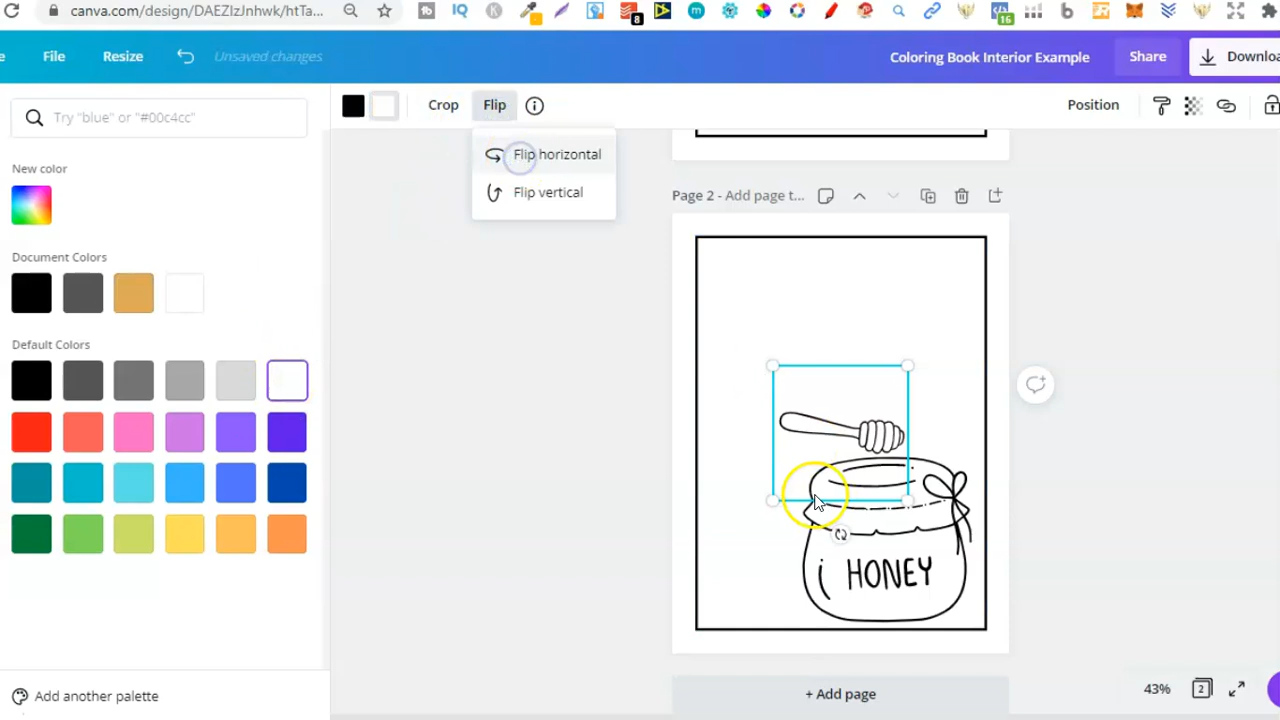 canva.com/design/DAEZIzJnhwk/htTa...
8
16
File
Resize
Unsaved changes
Coloring Book Interior Example
Share
Try "blue" or "#00c4cc"
Crop
Flip
Position
Flip horizontal
Flip vertical
New color
Document Colors
Default Colors
Page 2 - Add page t...
HONEY
Add another palette
+ Add page
43%
2